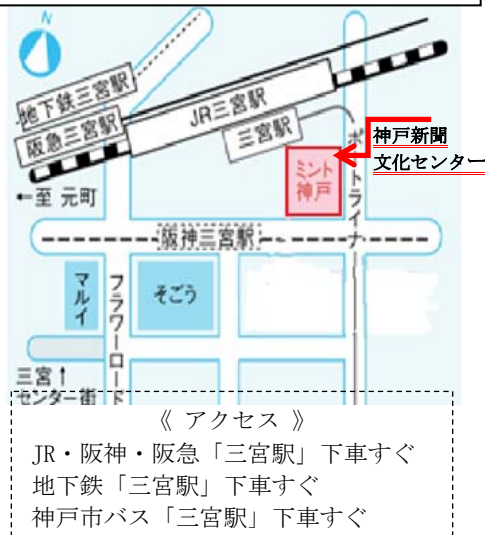 N
地下鉄三宮駅
阪急三宮駅
JR三宮駅
三宮駅
ポートライナー
神戸新聞
文化センター
ミント
神戸
←至 元町
阪神三宮駅
マルイ
フラワーロード
そごう
三宮↑
センター街
《 アクセス 》
JR・阪神・阪急「三宮駅」下車すぐ
地下鉄「三宮駅」下車すぐ
神戸市バス「三宮駅」下車すぐ